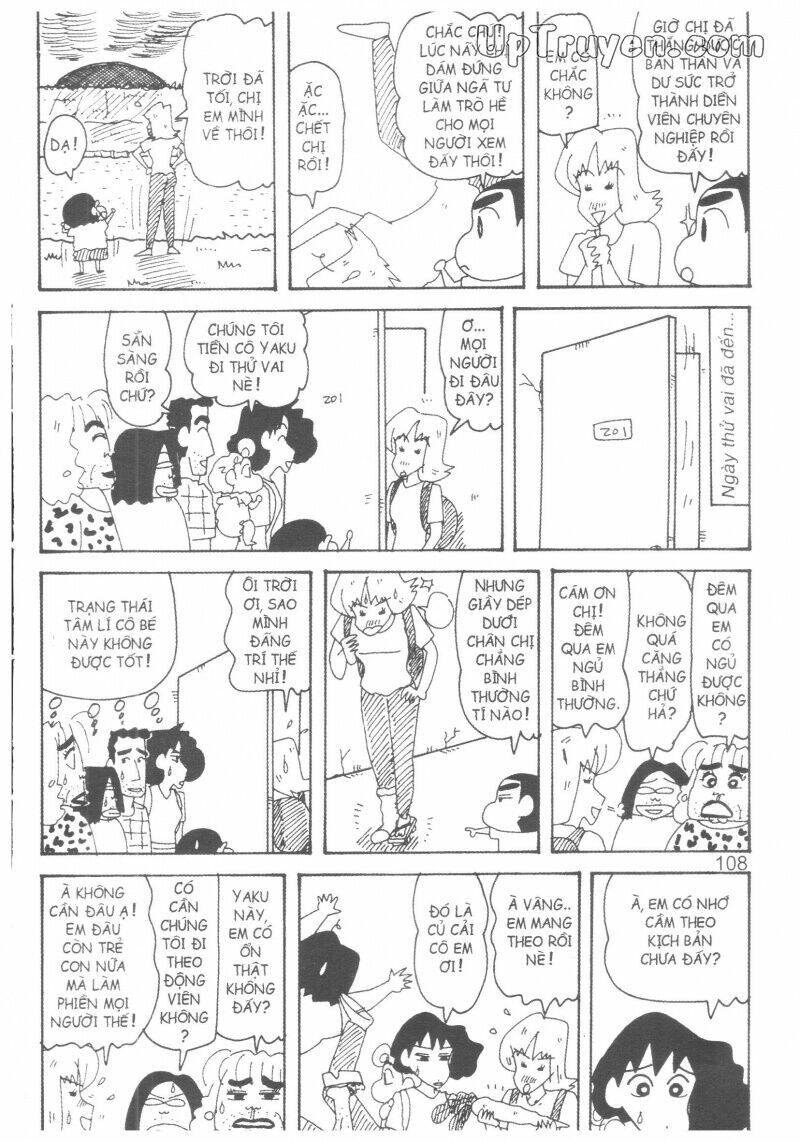 UpTruyen.com
GIỜ CHỊ ĐÃ
BẢN THÂN VÀ
DƯ SỨC TRỞ
THÀNH DIỄN
VIÊN CHUYÊN
NGHIỆP RỒI
ĐẤY!
EM CÓ
CHẮC
KHÔNG
?
CHẮC CHỨ!
LÚC NÃY CHỊ
DÁM ĐỨNG
GIỮA NGÃ TƯ
LÀM TRÒ HỀ
CHO MỌI
NGƯỜI XEM
ĐẤY THÔI!
ẶC
ẶC...
CHẾT
CHỊ
RỒI!
TRỜI ĐÃ
TỐI, CHỊ
EM MÌNH
VỀ THÔI!
DẠ!
Ngày thử vai đã đến...
201
Ơ...
MỌI
NGƯỜI
ĐI ĐÂU
ĐÂY?
CHÚNG TÔI
TIỄN CÔ YAKU
ĐI THỬ VAI
NÈ!
SẴN
SÀNG
RỒI
CHỨ?
201
ĐÊM
QUA
EM
CÓ
NGỦ
ĐƯỢC
KHÔNG
?
KHÔNG
QUÁ
CĂNG
THẲNG
CHỨ
HẢ?
CÁM ƠN
CHỊ!
ĐÊM
QUA
EM NGỦ
BÌNH
THƯỜNG.
NHƯNG
GIẦY DÉP
DƯỚI
CHÂN CHỊ
CHẲNG
BÌNH
THƯỜNG
TÍ NÀO!
ÔI TRỜI
ƠI, SAO
MÌNH
ĐÃNG
TRÍ THẾ
NHỈ!
TRẠNG THÁI
TÂM LÍ CÔ BÉ
NÀY KHÔNG
ĐƯỢC TỐT!
108
À, EM CÓ NHỚ
CẦM THEO
KỊCH BẢN
CHƯA ĐẤY?
À VÂNG..
EM MANG
THEO RỒI
NÈ!
ĐÓ LÀ
CỦ CẢI
CÔ EM
ƠI!
YAKU
NÀY,
EM CÓ
ỔN
THẬT
KHÔNG
ĐẤY?
CÓ
CẦN
CHÚNG
TÔI ĐI
THEO
ĐỘNG
VIÊN
KHÔNG
?
À KHÔNG
CẦN ĐÂU Ạ!
EM ĐÂU
CÒN TRẺ
CON NỮA
MÀ LÀM
PHIỀN MỌI
NGƯỜI THẾ!